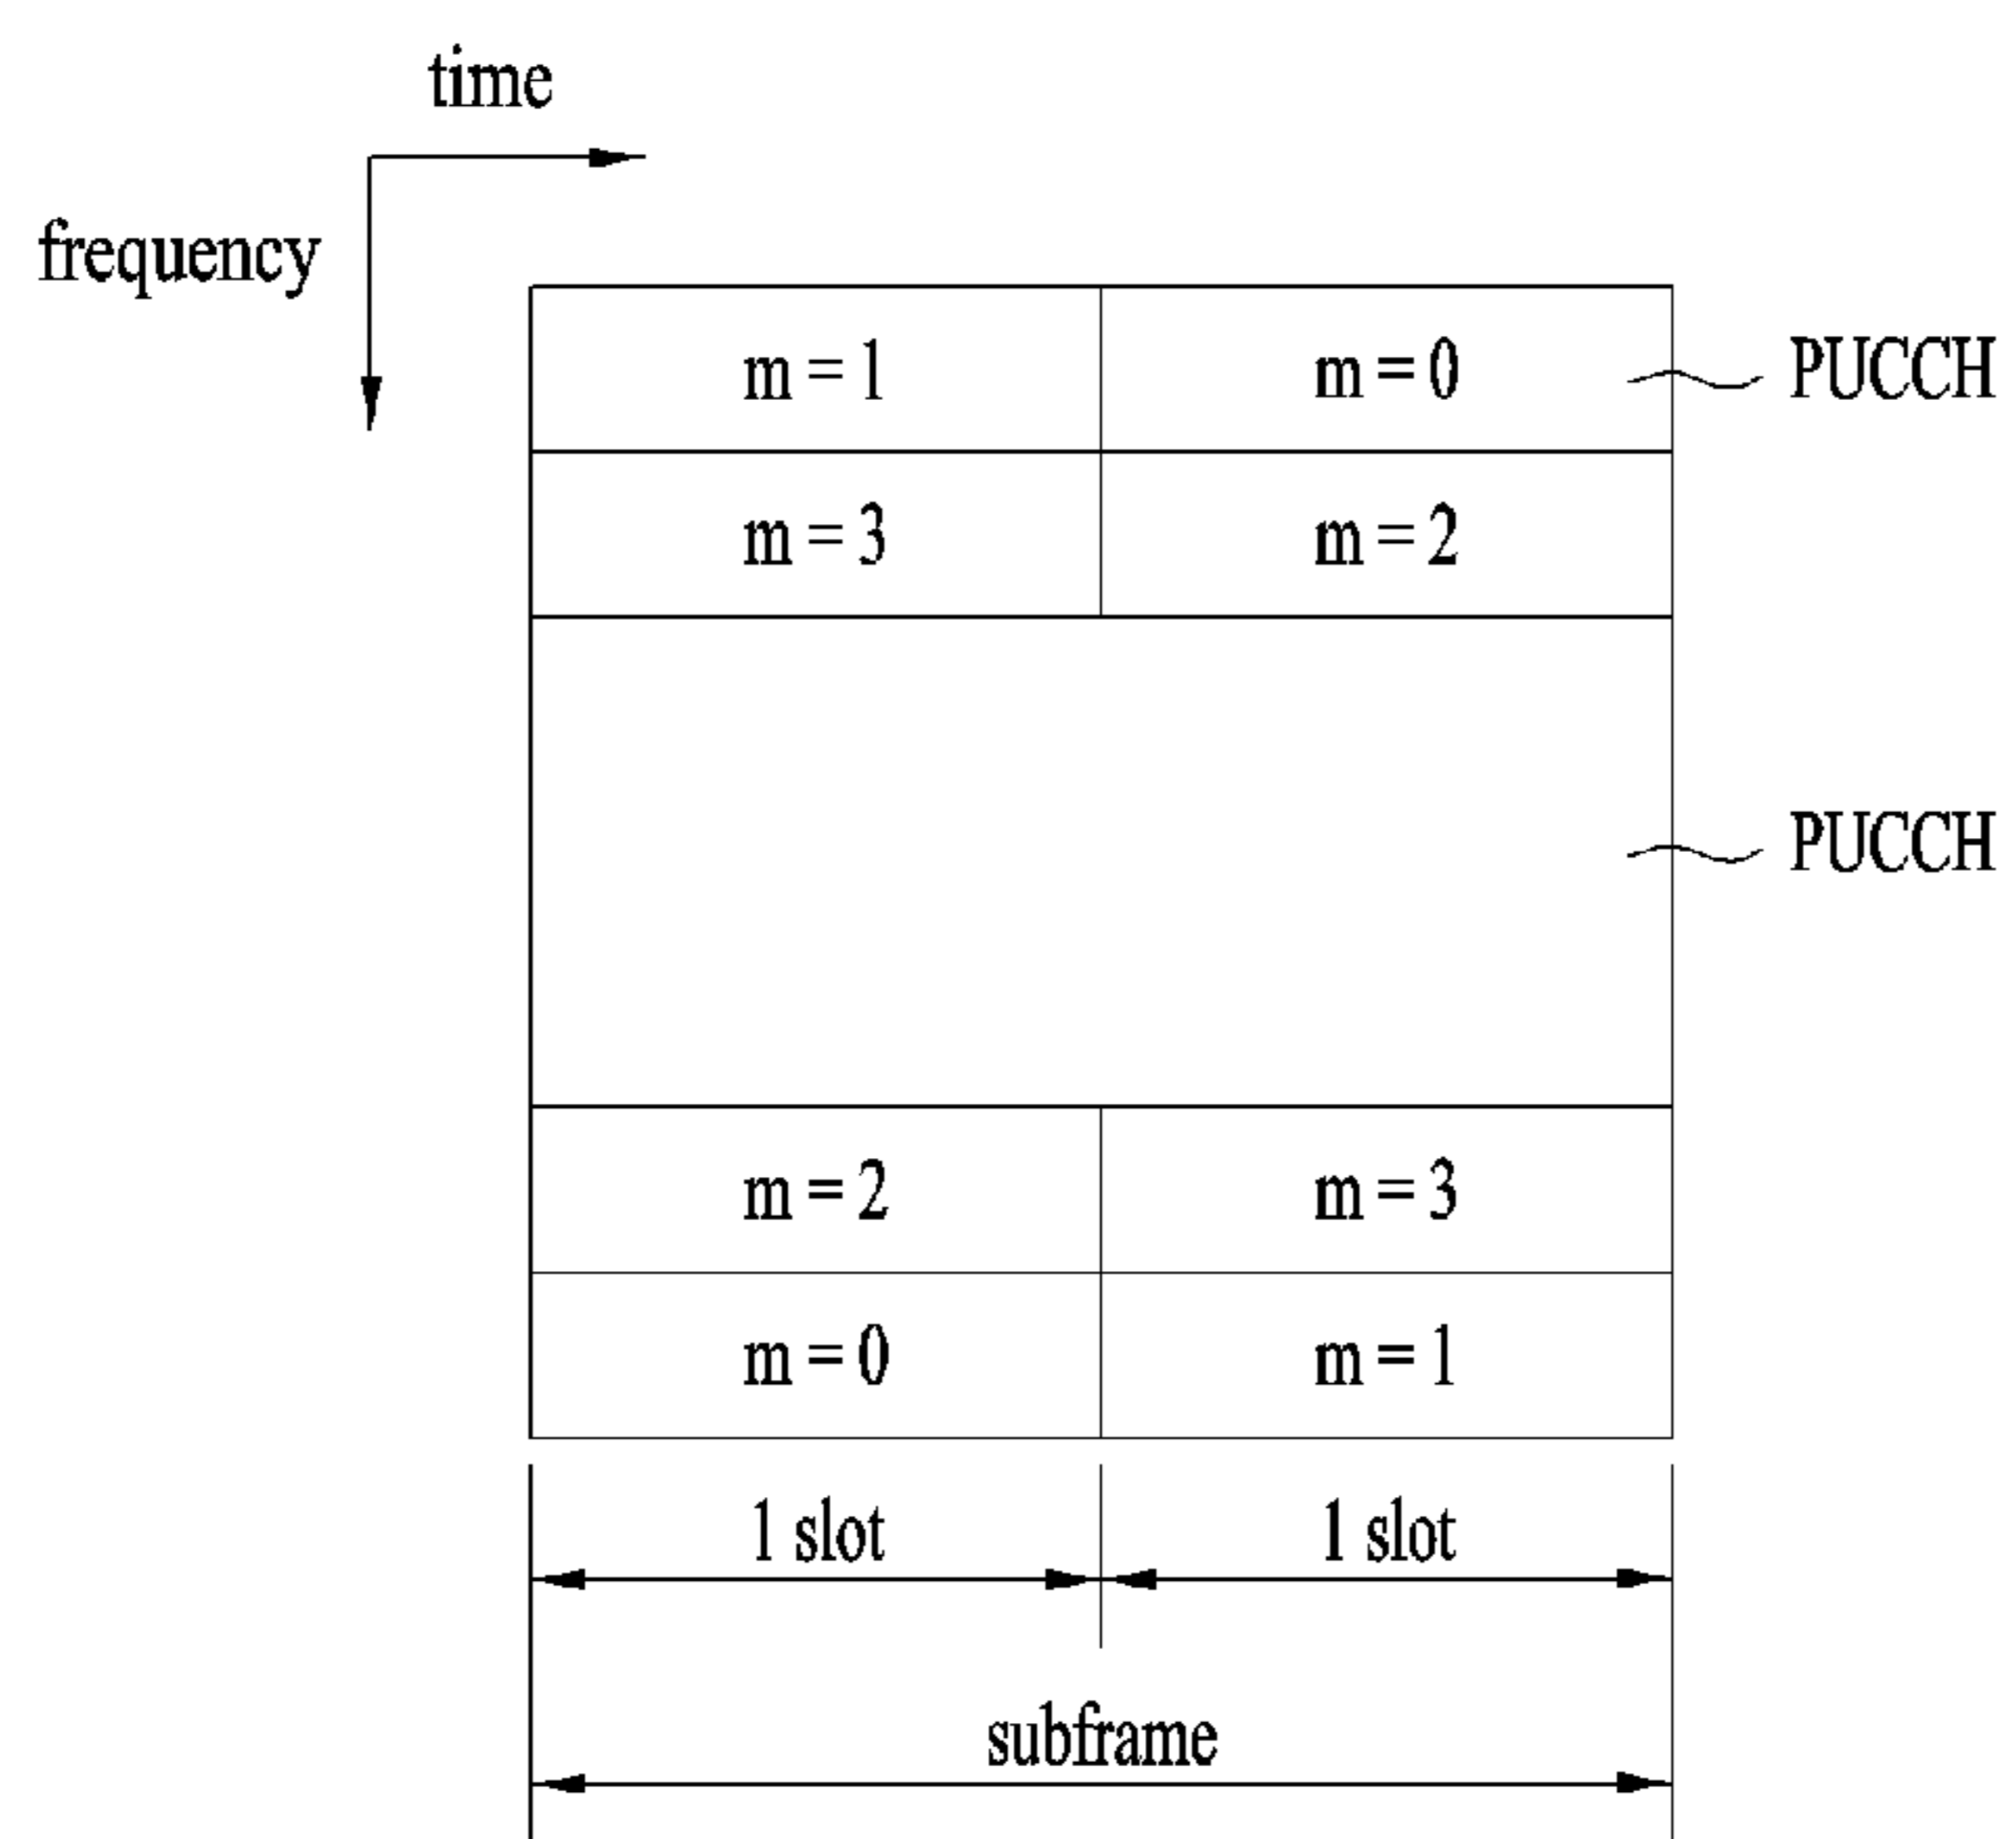 time
frequency
m = 1 m = 0 PUCCH
m = 3 m = 2
PUCCH
m = 2 m = 3
m = 0 m = 1
1 slot 1 slot
subframe